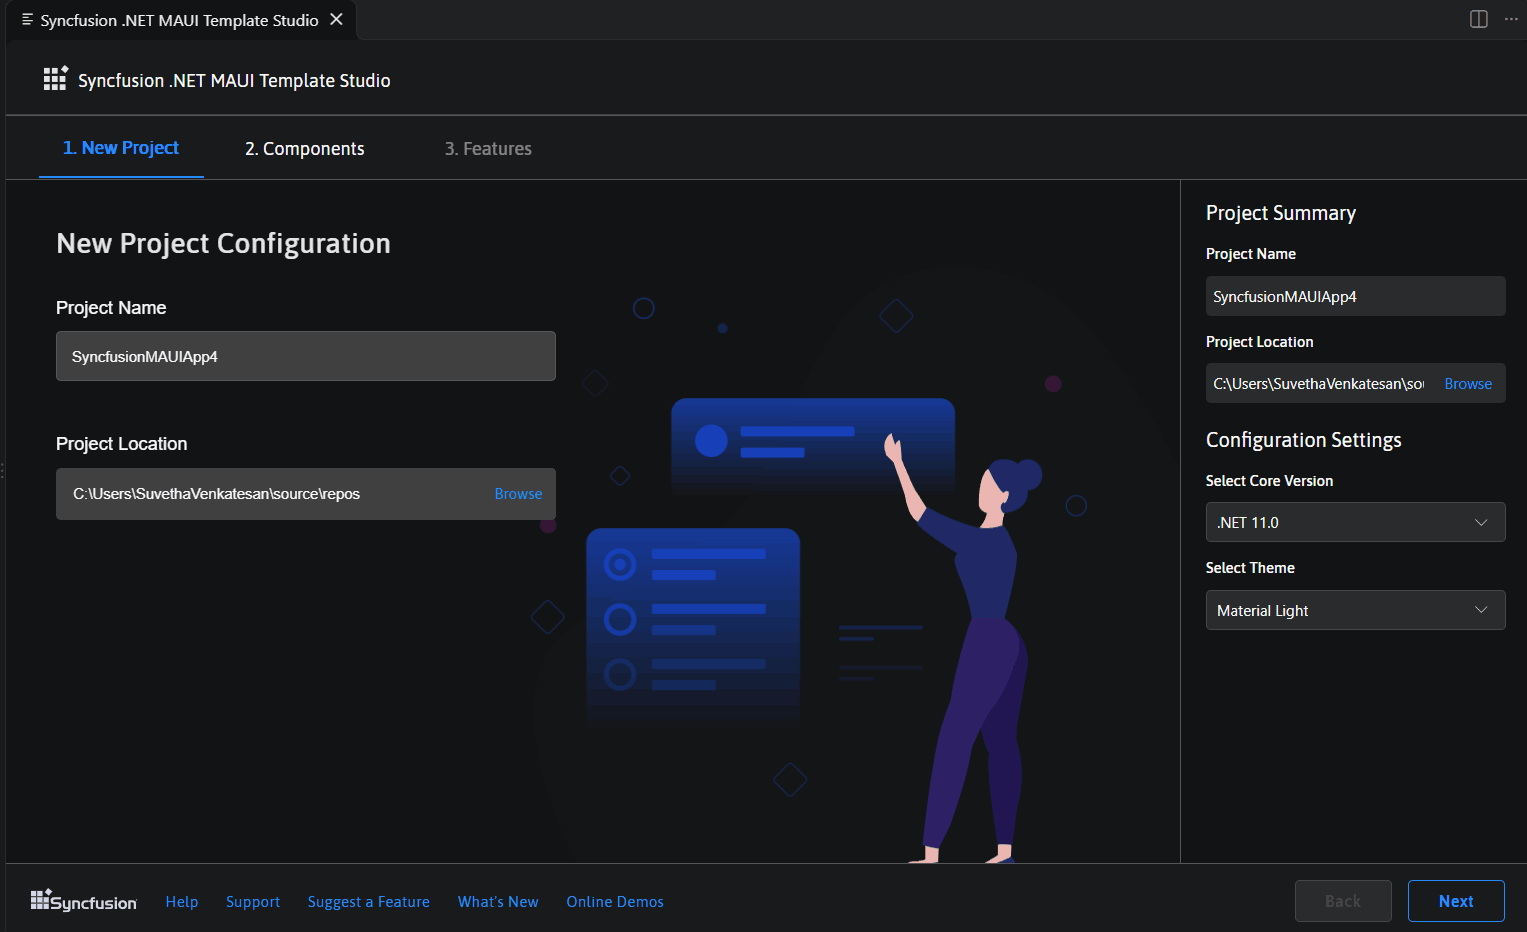 Syncfusion .NET MAUI Template Studio
Syncfusion .NET MAUI Template Studio
1. New Project
2. Components
3. Features
New Project Configuration
Project Name
SyncfusionMAUIApp4
Project Location
C:\Users\SuvethaVenkatesan\source\repos
Browse
Project Summary
Project Name
SyncfusionMAUIApp4
Project Location
C:\Users\SuvethaVenkatesan\sou
Browse
Configuration Settings
Select Core Version
.NET 11.0
Select Theme
Material Light
Syncfusion
Help
Support
Suggest a Feature
What's New
Online Demos
Back
Next